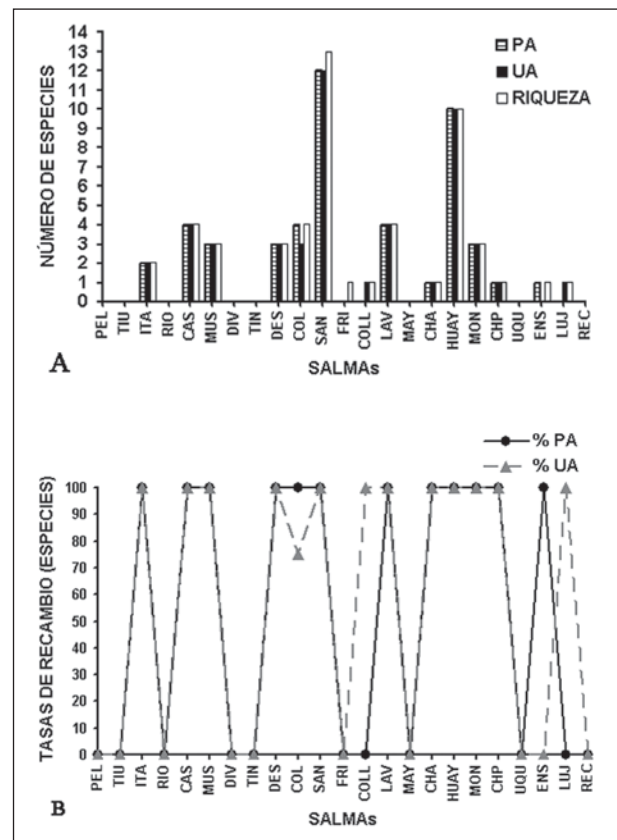 14
13
12
11
10
9
8
7
6
5
4
3
2
1
0
NÚMERO DE ESPECIES
PA
UA
RIQUEZA
PEL TIU ITA RIO CAS MUS DIV TIN DES COL SAN FRI COLL LAV MAY CHA HUAY MON CHP UQU ENS LUJ REC
SALMAs
A
% PA
% UA
100
90
80
70
60
50
40
30
20
10
0
TASAS DE RECAMBIO (ESPECIES)
PEL TIU ITA RIO CAS MUS DIV TIN DES COL SAN FRI COLL LAV MAY CHA HUAY MON CHP UQU ENS LUJ REC
SALMAs
B